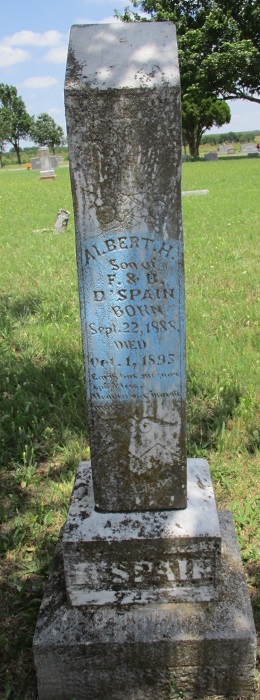 ALBERT. H.
Son of
F. & B.
D'SPAIN
BORN
Sept. 22, 1888
DIED
Oct. 1, 1895
D'SPAIN